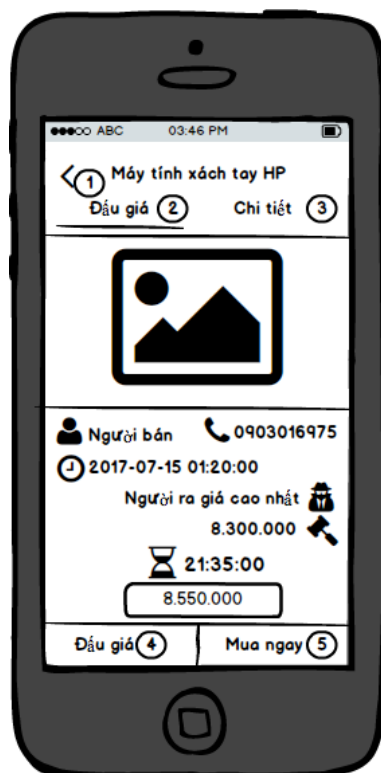 ABC 03:46 PM
1 Máy tính xách tay HP
Đấu giá 2 Chi tiết 3
Người bán 0903016975
2017-07-15 01:20:00
Người ra giá cao nhất
8.300.000
21:35:00
8.550.000
Đấu giá 4 Mua ngay 5